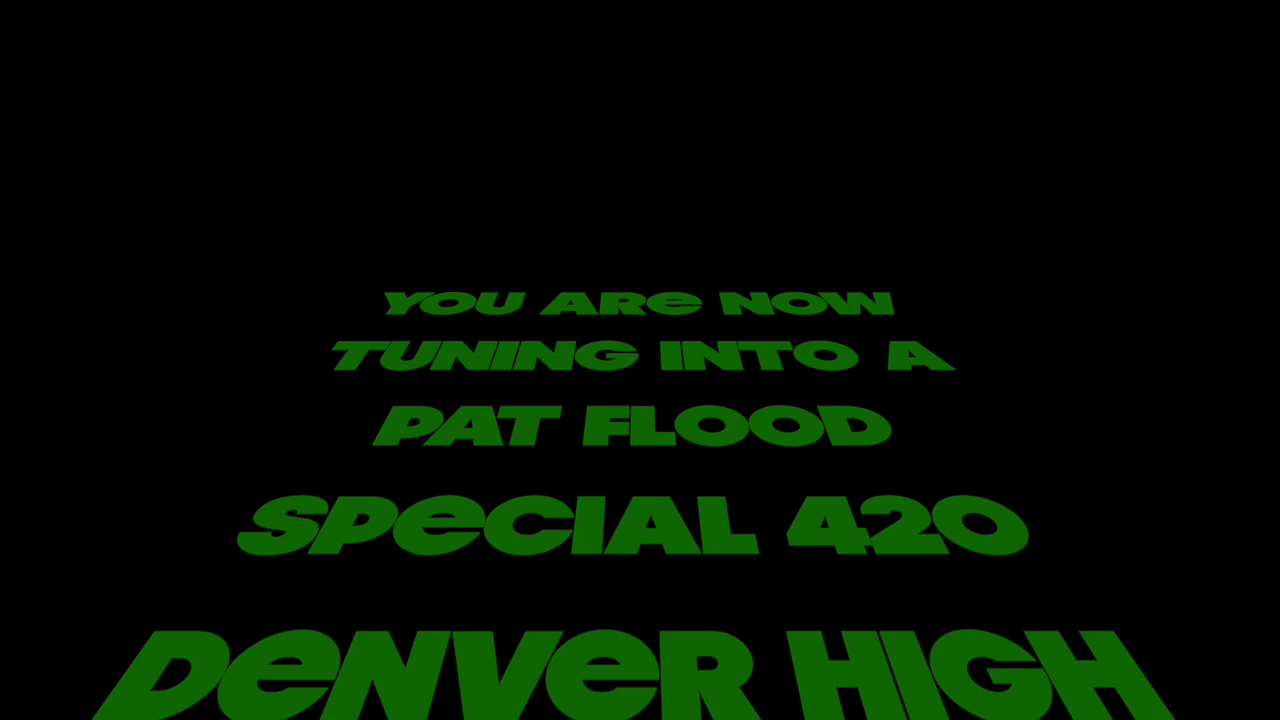 YOU ARe NOW
TUNING INTO A
PAT FLOOD
SPeCIAL 420
DeNVeR HIGH